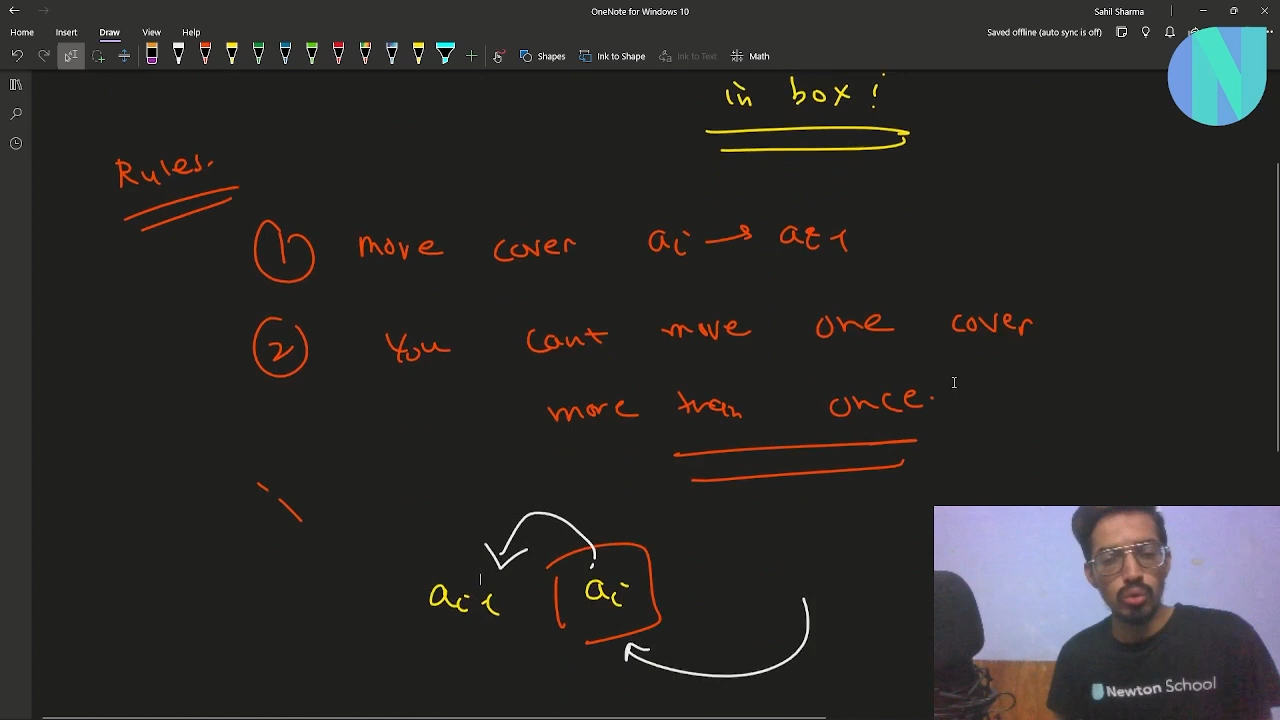 OneNote for Windows 10
Sahil Sharma
Home Insert Draw View Help
Saved offline (auto sync is off)
Shapes Ink to Shape Ink to Text Math
in box!
Rules.
① move cover ai → ai-1
② You cant move one cover
more than once.
ai-1 ai
Newton School